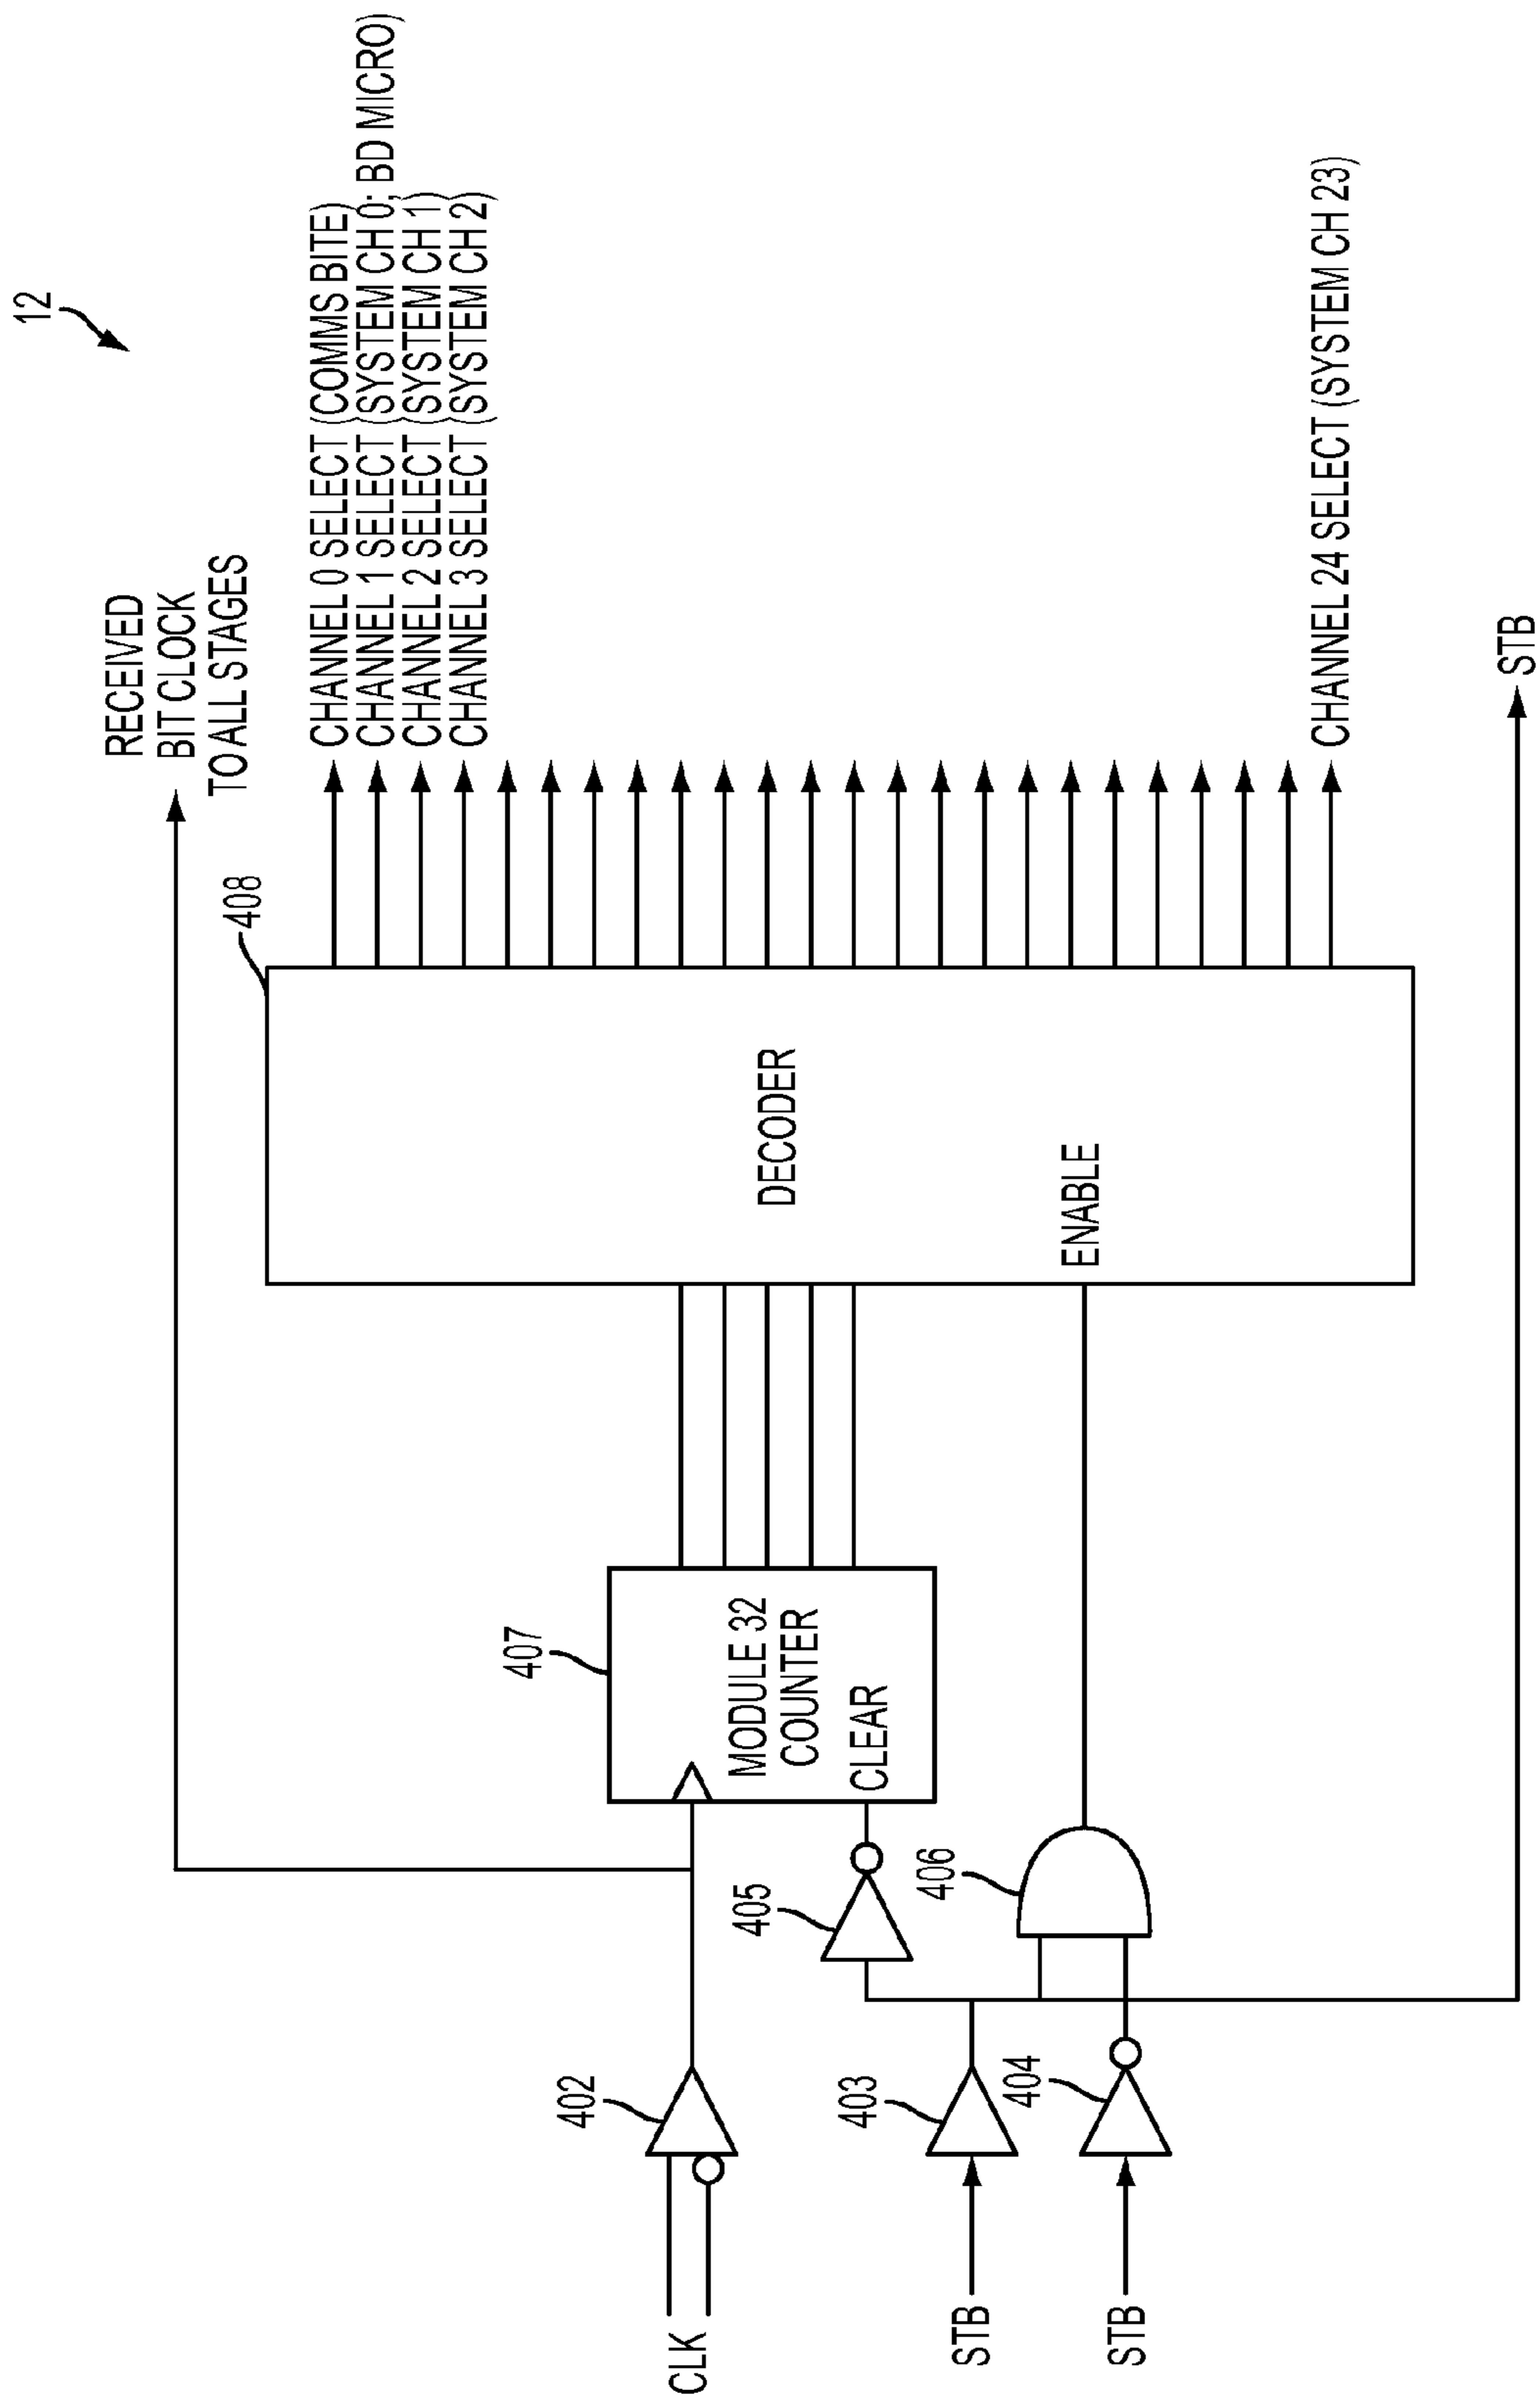 12
RECEIVED
BIT CLOCK
TO ALL STAGES
CHANNEL 0 SELECT (COMMS BITE)
CHANNEL 1 SELECT (SYSTEM CH 0; BD MICRO)
CHANNEL 2 SELECT (SYSTEM CH 1)
CHANNEL 3 SELECT (SYSTEM CH 2)
408
407
402
CLK
MODULE 32
COUNTER
CLEAR
DECODER
ENABLE
405
406
403
404
STB
STB
CHANNEL 24 SELECT (SYSTEM CH 23)
STB